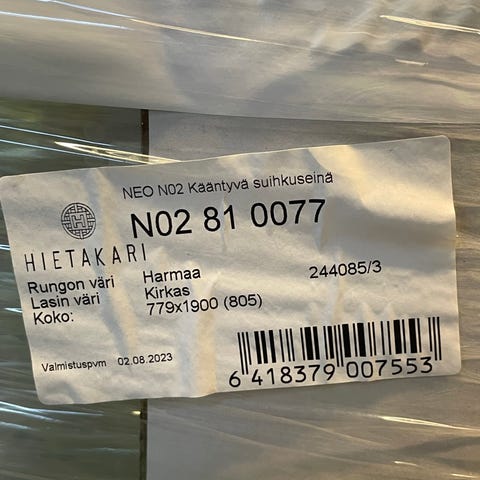 NEO N02 Kääntyvä suihkuseinä
N02 81 0077
H
HIETAKARI
Rungon väri Harmaa 244085/3
Lasin väri Kirkas
Koko: 779x1900 (805)
Valmistuspvm 02.08.2023
6 418379 007553